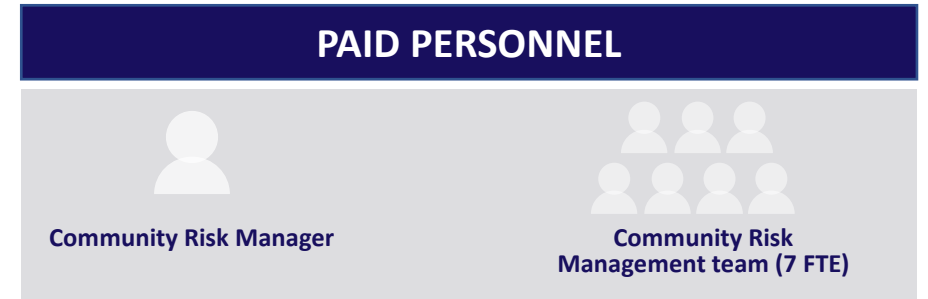 PAID PERSONNEL
Community Risk Manager
Community Risk
Management team (7 FTE)